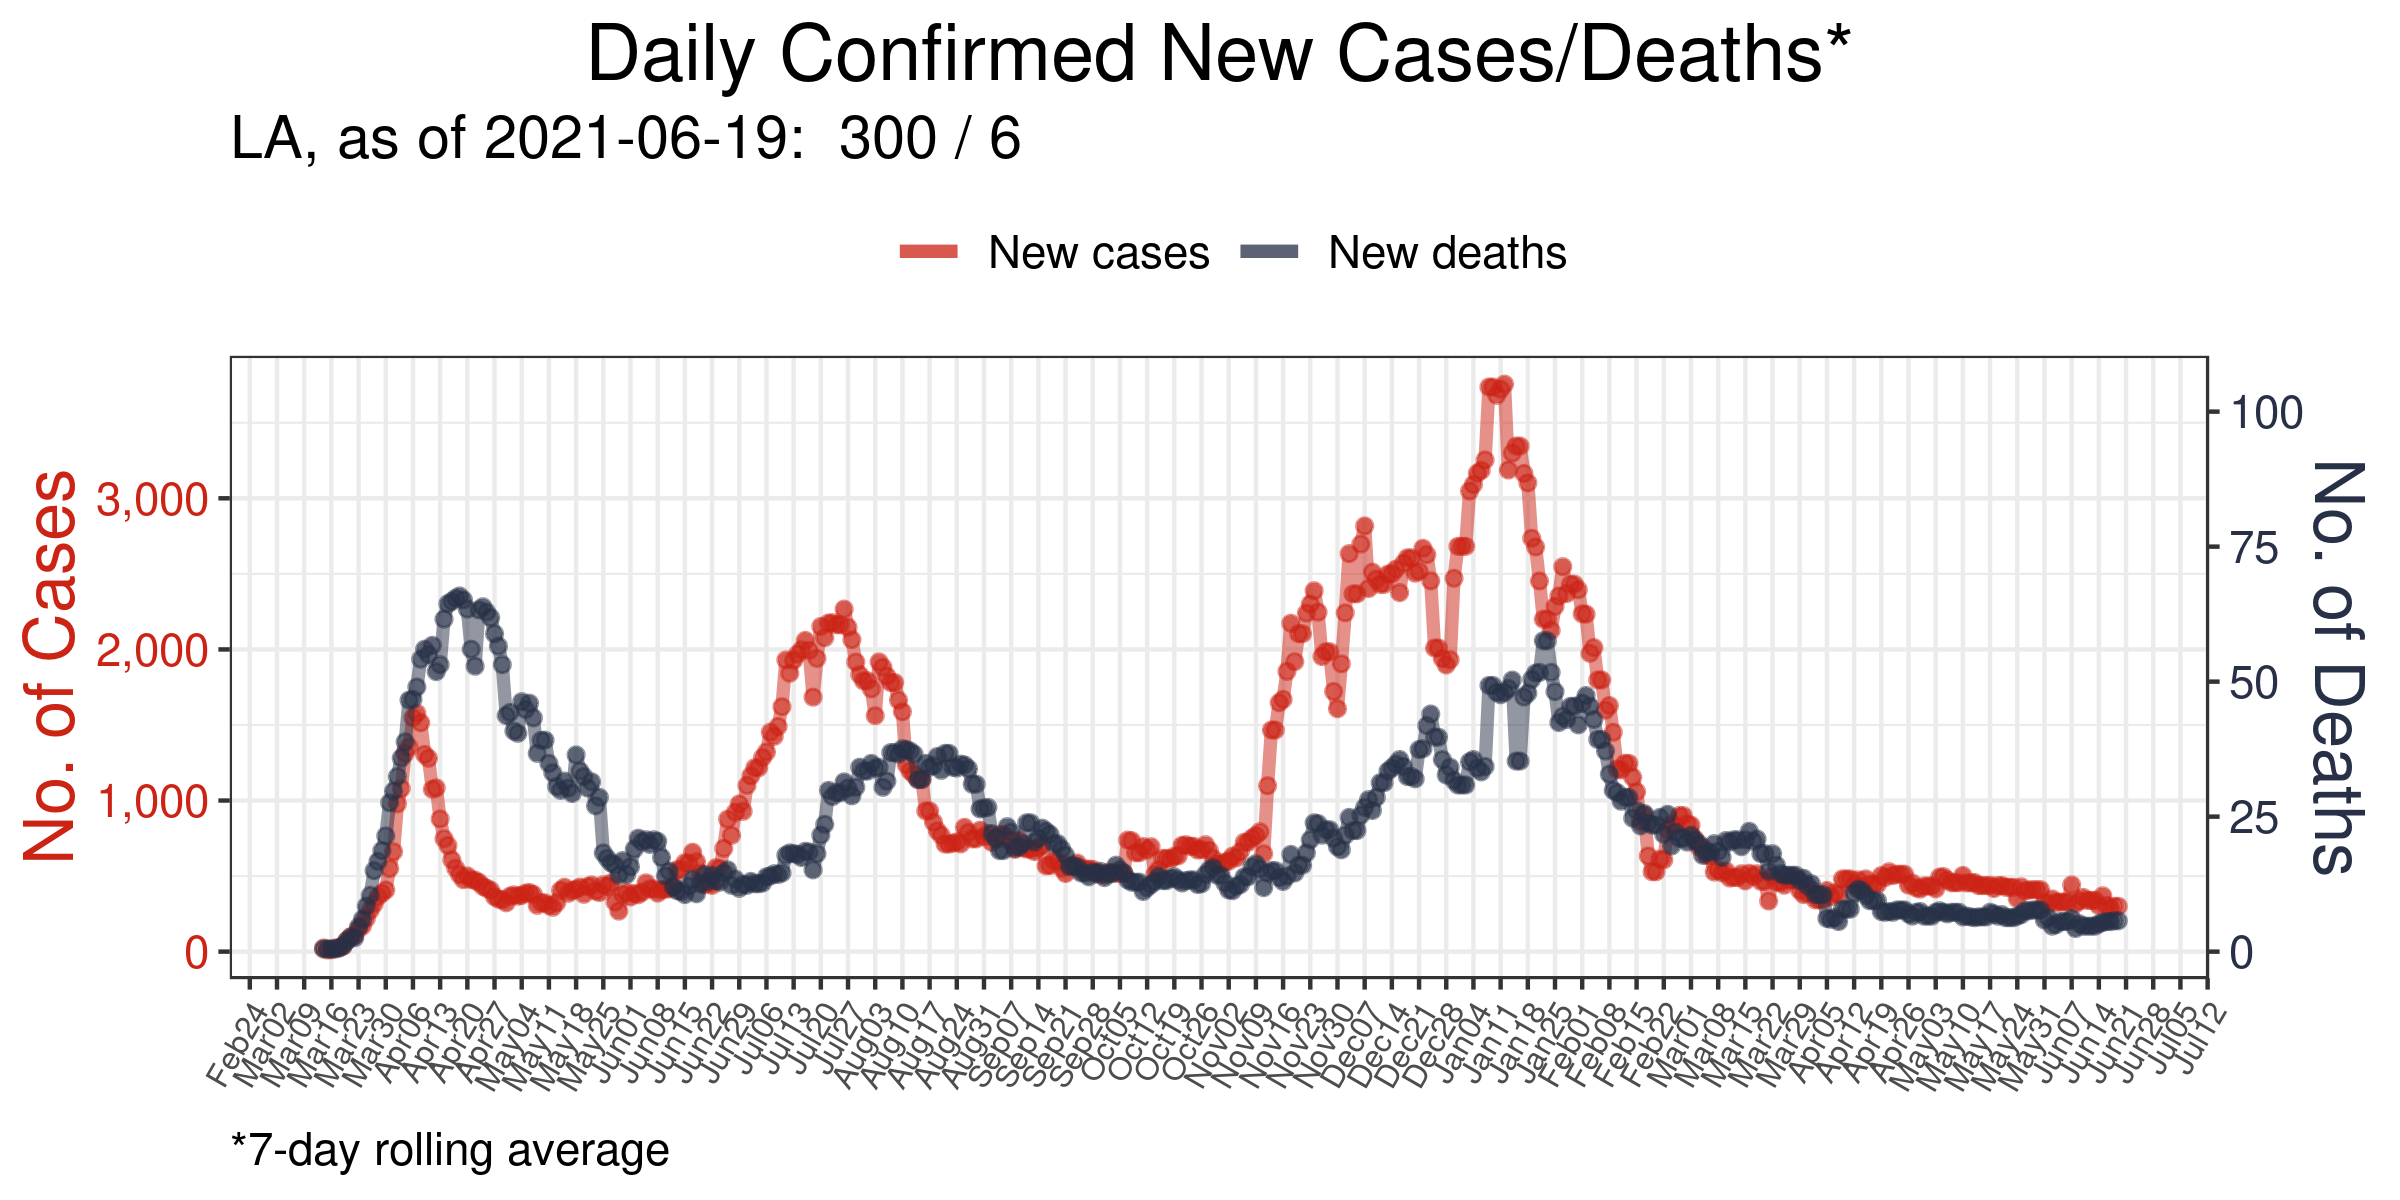 Daily Confirmed New Cases/Deaths*
LA, as of 2021-06-19:  300 / 6
New cases New deaths
No. of Cases
3,000
2,000
1,000
0
100
75
50
25
0
No. of Deaths
Feb24 Mar02 Mar09 Mar16 Mar23 Mar30 Apr06 Apr13 Apr20 Apr27 May04 May11 May18 May25 Jun01 Jun08 Jun15 Jun22 Jun29 Jul06 Jul13 Jul20 Jul27 Aug03 Aug10 Aug17 Aug24 Aug31 Sep07 Sep14 Sep21 Sep28 Oct05 Oct12 Oct19 Oct26 Nov02 Nov09 Nov16 Nov23 Nov30 Dec07 Dec14 Dec21 Dec28 Jan04 Jan11 Jan18 Jan25 Feb01 Feb08 Feb15 Feb22 Mar01 Mar08 Mar15 Mar22 Mar29 Apr05 Apr12 Apr19 Apr26 May03 May10 May17 May24 May31 Jun07 Jun14 Jun21 Jun28 Jul05 Jul12
*7-day rolling average